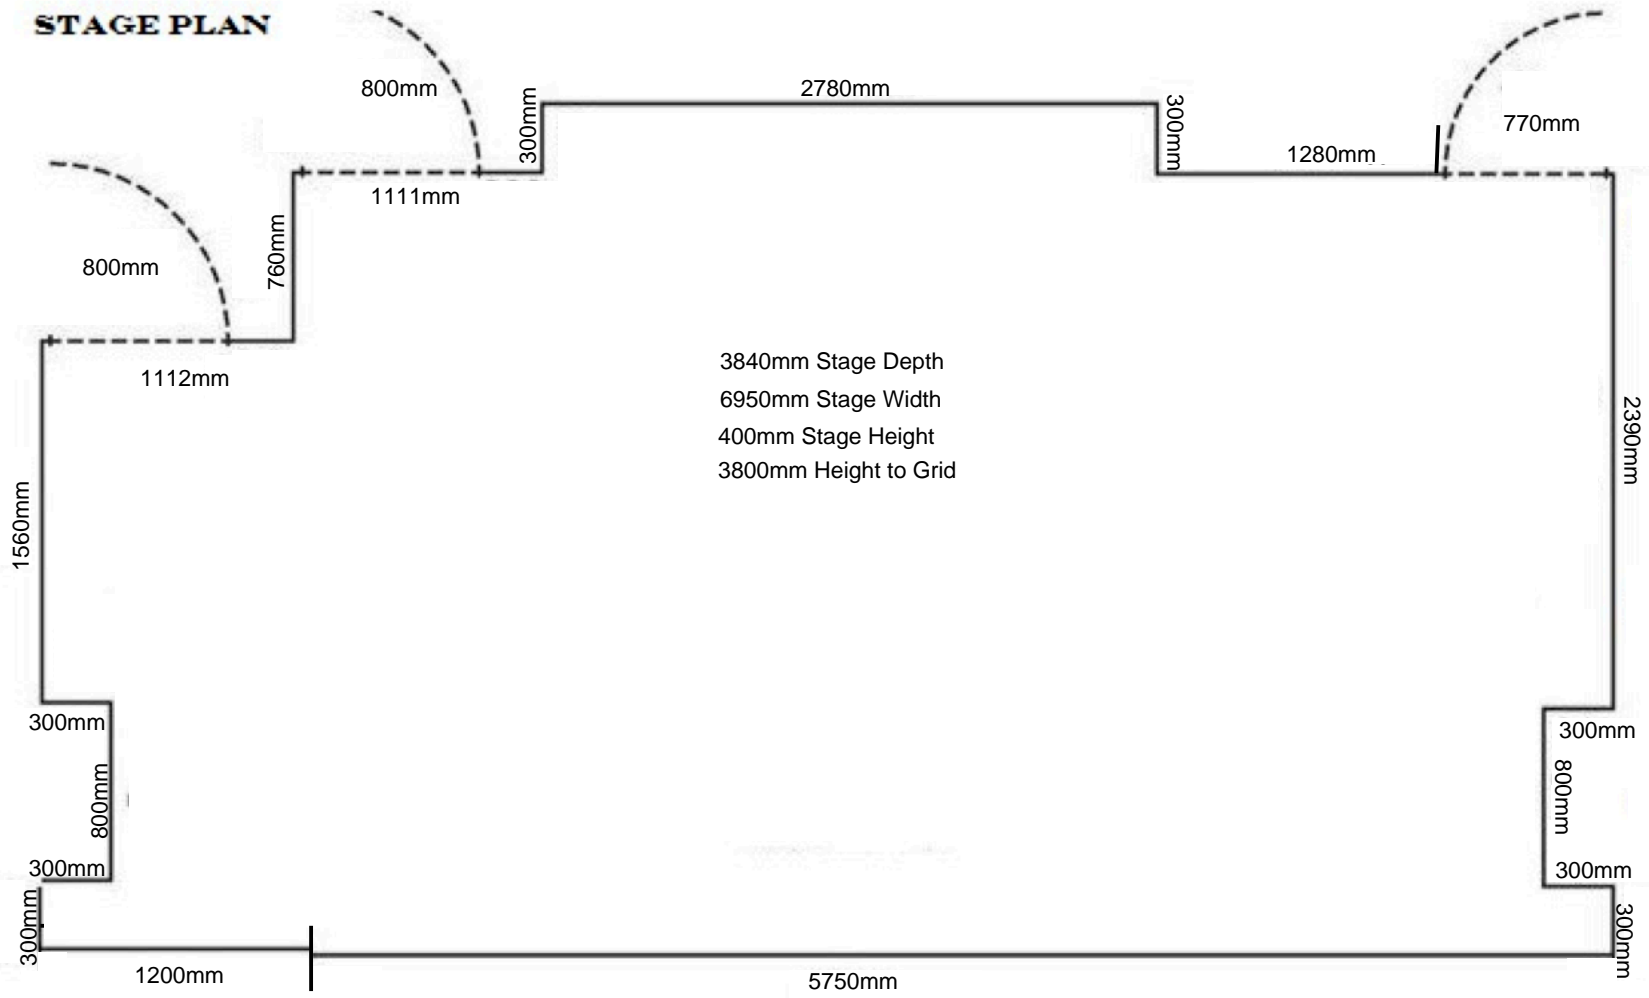 STAGE PLAN
800mm
2780mm
300mm
300mm
770mm
1280mm
1111mm
760mm
800mm
1112mm
3840mm Stage Depth
6950mm Stage Width
400mm Stage Height
3800mm Height to Grid
2390mm
1560mm
300mm
300mm
800mm
800mm
300mm
300mm
300mm
300mm
1200mm
5750mm